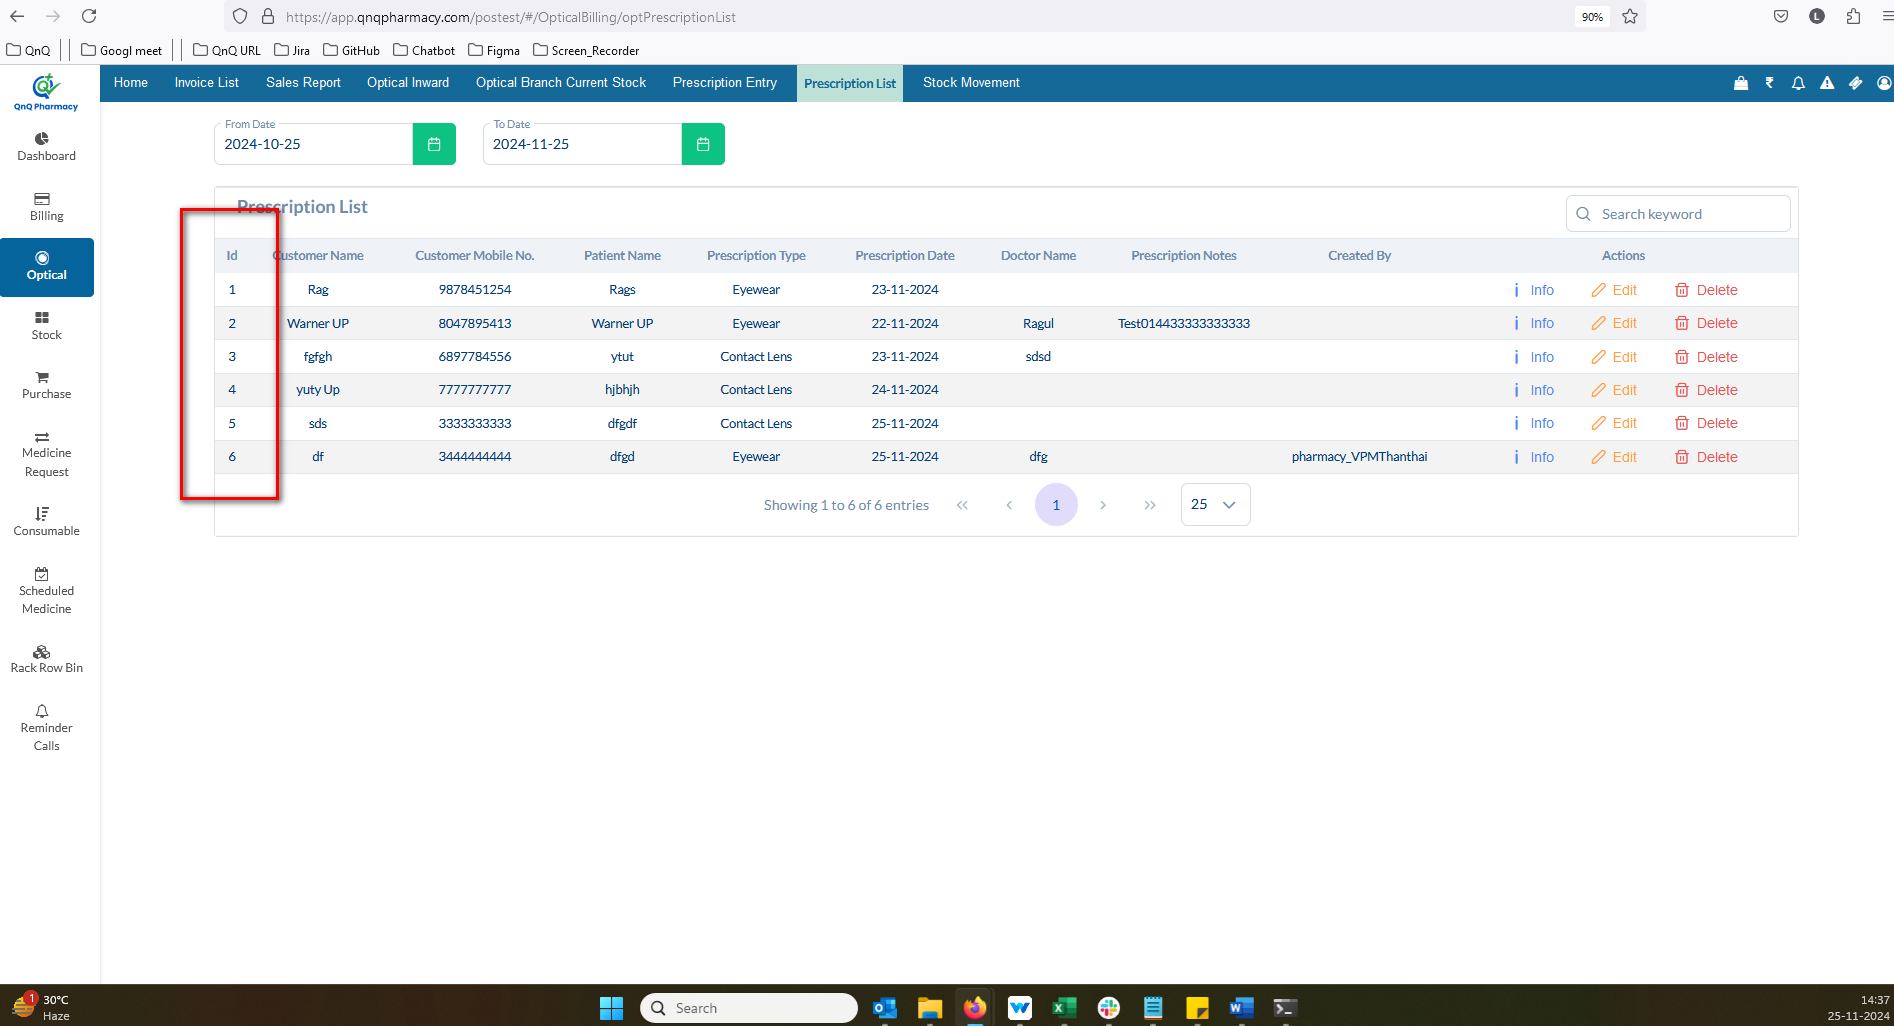 https://app.qnqpharmacy.com/postest/#/OpticalBilling/optPrescriptionList 90% L
QnQ Googl meet QnQ URL Jira GitHub Chatbot Figma Screen_Recorder
QnQ Pharmacy
Home Invoice List Sales Report Optical Inward Optical Branch Current Stock Prescription Entry Prescription List Stock Movement
Dashboard
Billing
Optical
Stock
Purchase
Medicine
Request
Consumable
Scheduled
Medicine
Rack Row Bin
Reminder
Calls
From Date To Date
2024-10-25 2024-11-25
Prescription List
Search keyword
Id Customer Name Customer Mobile No. Patient Name Prescription Type Prescription Date Doctor Name Prescription Notes Created By Actions
1 Rag 9878451254 Rags Eyewear 23-11-2024 Info Edit Delete
2 Warner UP 8047895413 Warner UP Eyewear 22-11-2024 Ragul Test014433333333333 Info Edit Delete
3 fgfgh 6897784556 ytut Contact Lens 23-11-2024 sdsd Info Edit Delete
4 yuty Up 7777777777 hjbhjh Contact Lens 24-11-2024 Info Edit Delete
5 sds 3333333333 dfgdf Contact Lens 25-11-2024 Info Edit Delete
6 df 3444444444 dfgd Eyewear 25-11-2024 dfg pharmacy_VPMThanthai Info Edit Delete
Showing 1 to 6 of 6 entries « ‹ 1 › » 25
1 30°C
Haze
Search
14:37
25-11-2024